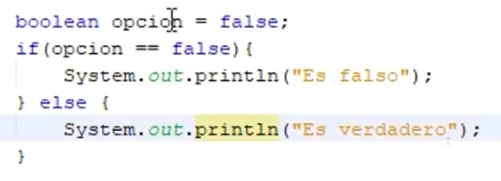 boolean opcion = false;
if(opcion == false){
    System.out.println("Es falso");
} else {
    System.out.println("Es verdadero");
}